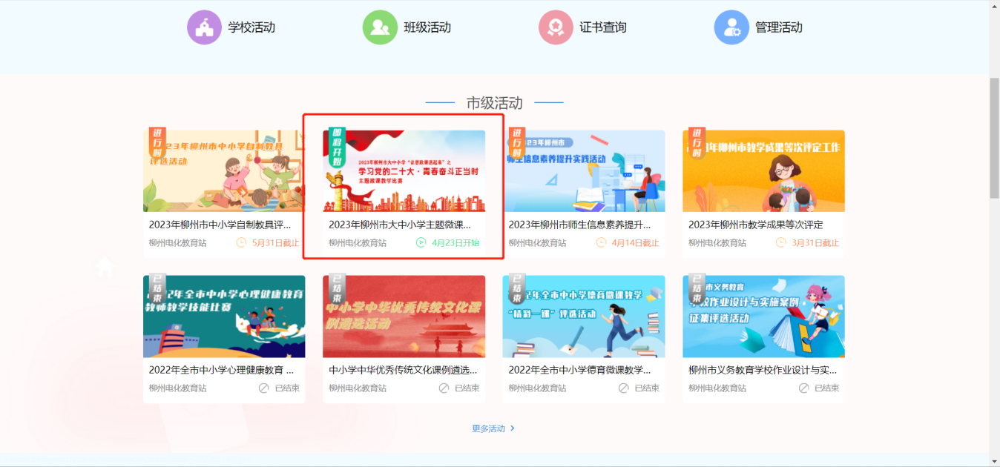 学校活动
班级活动
证书查询
管理活动
市级活动
进行时
2023年柳州市中小学自制教具
评选活动
2023年柳州市中小学自制教具评...
柳州电化教育站
5月31日截止
即将开始
2023年柳州市大中小学“让思政课活起来”之
学习党的二十大·青春奋斗正当时
主题微课教学比赛
2023年柳州市大中小学主题微课...
柳州电化教育站
4月23日开始
进行时
023年柳州市
师生信息素养提升实践活动
2023年柳州市师生信息素养提升...
柳州电化教育站
4月14日截止
进行时
年柳州市教学成果等次评定工作
2023年柳州市教学成果等次评定
柳州电化教育站
3月31日截止
已结束
2年全市中小学心理健康教育
教师教学技能比赛
2022年全市中小学心理健康教育 ...
柳州电化教育站
已结束
已结束
中小学中华优秀传统文化课
例遴选活动
中小学中华优秀传统文化课例遴选...
柳州电化教育站
已结束
已结束
2年全市中小学德育微课教学
“精彩一课”评选活动
2022年全市中小学德育微课教学...
柳州电化教育站
已结束
已结束
市义务教育
学校作业设计与实施案例
征集评选活动
柳州市义务教育学校作业设计与实...
柳州电化教育站
已结束
更多活动 >